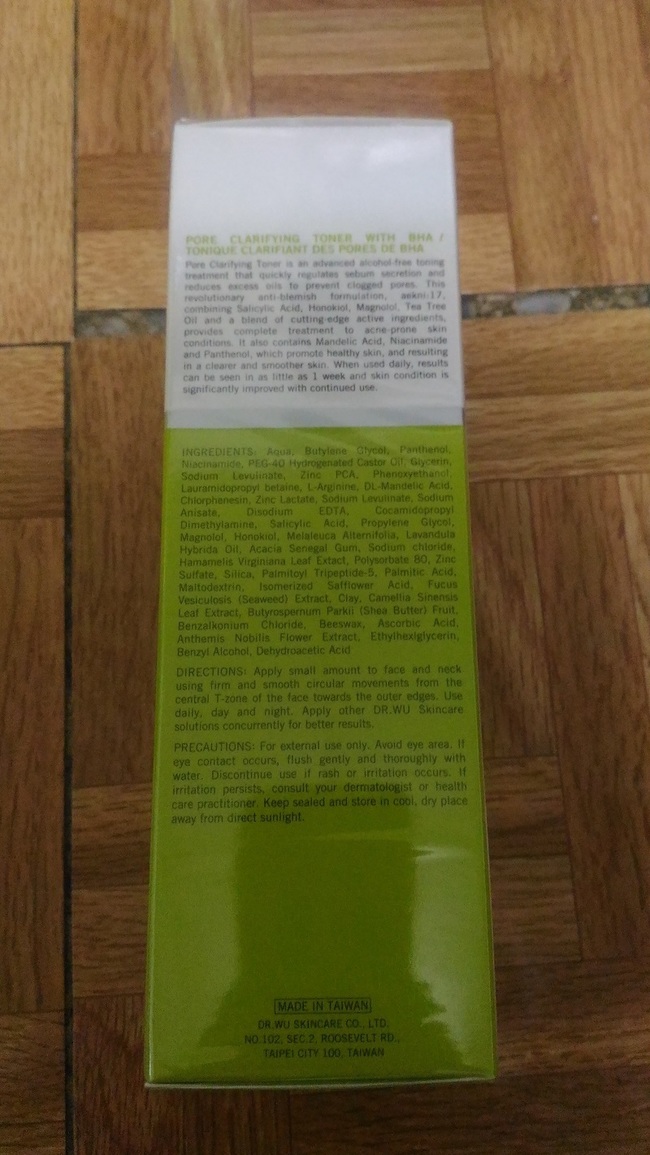 PORE CLARIFYING TONER WITH BHA /
TONIQUE CLARIFIANT DES PORES DE BHA
Pore Clarifying Toner is an advanced alcohol-free toning
treatment that quickly regulates sebum secretion and
reduces excess oils to prevent clogged pores. This
revolutionary anti-blemish formulation, aekni-17,
combining Salicylic Acid, Honokiol, Magnolol, Tea Tree
Oil and a blend of cutting-edge active ingredients,
provides complete treatment to acne-prone skin
conditions. It also contains Mandelic Acid, Niacinamide
and Panthenol, which promote healthy skin, and resulting
in a clearer and smoother skin. When used daily, results
can be seen in as little as 1 week and skin condition is
significantly improved with continued use.
INGREDIENTS: Aqua, Butylene Glycol, Panthenol,
Niacinamide, PEG-40 Hydrogenated Castor Oil, Glycerin,
Sodium Levulinate, Zinc PCA, Phenoxyethanol,
Lauramidopropyl betaine, L-Arginine, DL-Mandelic Acid,
Chlorphenesin, Zinc Lactate, Sodium Levulinate, Sodium
Anisate, Disodium EDTA, Cocamidopropyl
Dimethylamine, Salicylic Acid, Propylene Glycol,
Magnolol, Honokiol, Melaleuca Alternifolia, Lavandula
Hybrida Oil, Acacia Senegal Gum, Sodium chloride,
Hamamelis Virginiana Leaf Extact, Polysorbate 80, Zinc
Sulfate, Silica, Palmitoyl Tripeptide-5, Palmitic Acid,
Maltodextrin, Isomerized Safflower Acid, Fucus
Vesiculosis (Seaweed) Extract, Clay, Camellia Sinensis
Leaf Extract, Butyrospernum Parkii (Shea Butter) Fruit,
Benzalkonium Chloride, Beeswax, Ascorbic Acid,
Anthemis Nobilis Flower Extract, Ethylhexiglycerin,
Benzyl Alcohol, Dehydroacetic Acid
DIRECTIONS: Apply small amount to face and neck
using firm and smooth circular movements from the
central T-zone of the face towards the outer edges. Use
daily, day and night. Apply other DR.WU Skincare
solutions concurrently for better results.
PRECAUTIONS: For external use only. Avoid eye area. If
eye contact occurs, flush gently and thoroughly with
water. Discontinue use if rash or irritation occurs. If
irritation persists, consult your dermatologist or health
care practitioner. Keep sealed and store in cool, dry place
away from direct sunlight.
MADE IN TAIWAN
DR.WU SKINCARE CO., LTD.
NO.102, SEC.2, ROOSEVELT RD.,
TAIPEI CITY 100, TAIWAN